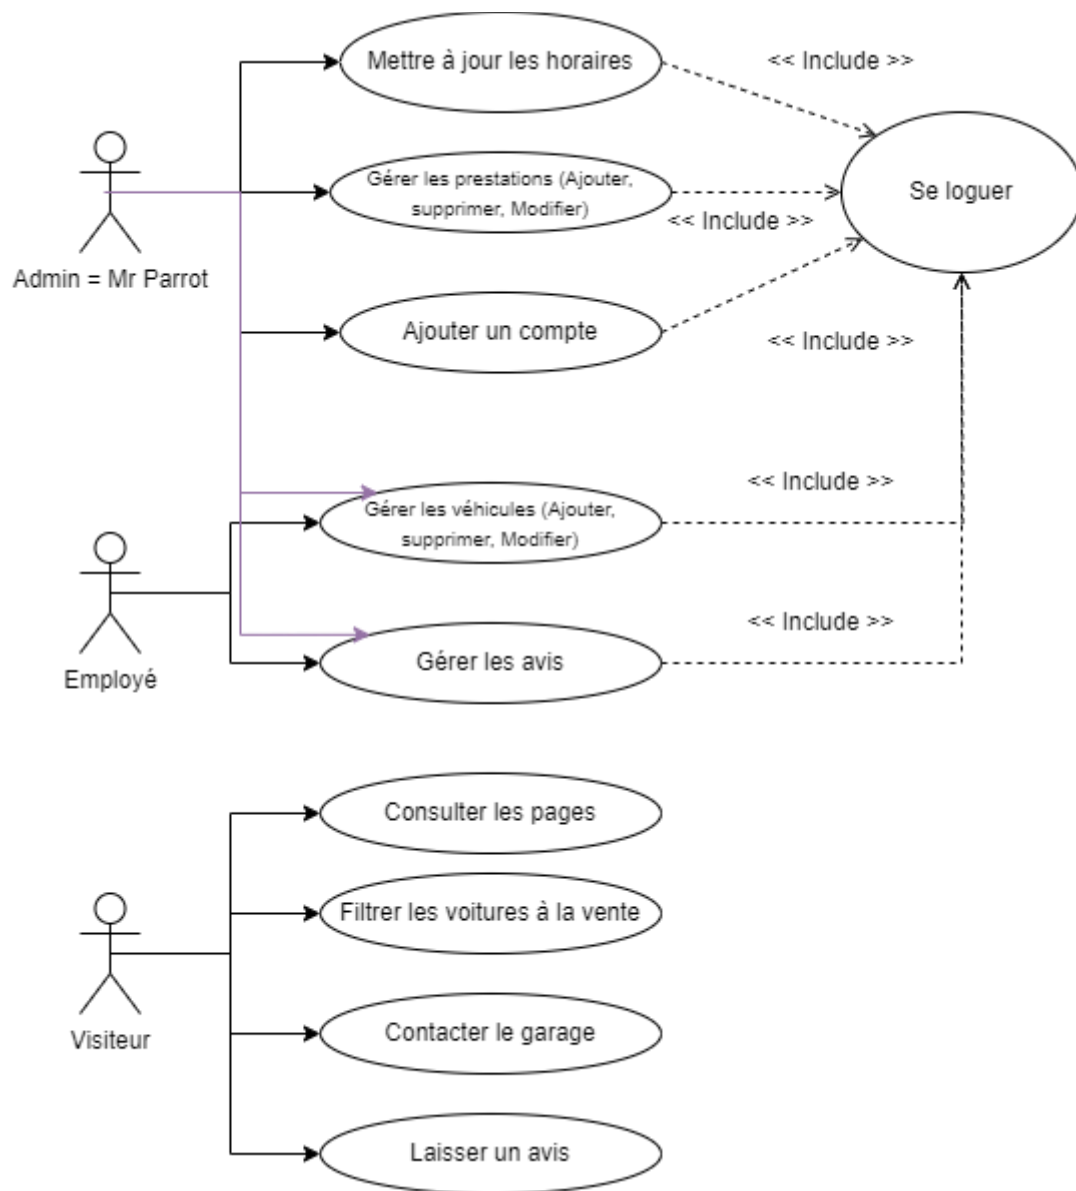 Mettre à jour les horaires
<< Include >>
Gérer les prestations (Ajouter,
supprimer, Modifier)
<< Include >>
Se loguer
Admin = Mr Parrot
Ajouter un compte
<< Include >>
Gérer les véhicules (Ajouter,
supprimer, Modifier)
<< Include >>
Employé
Gérer les avis
<< Include >>
Consulter les pages
Filtrer les voitures à la vente
Visiteur
Contacter le garage
Laisser un avis